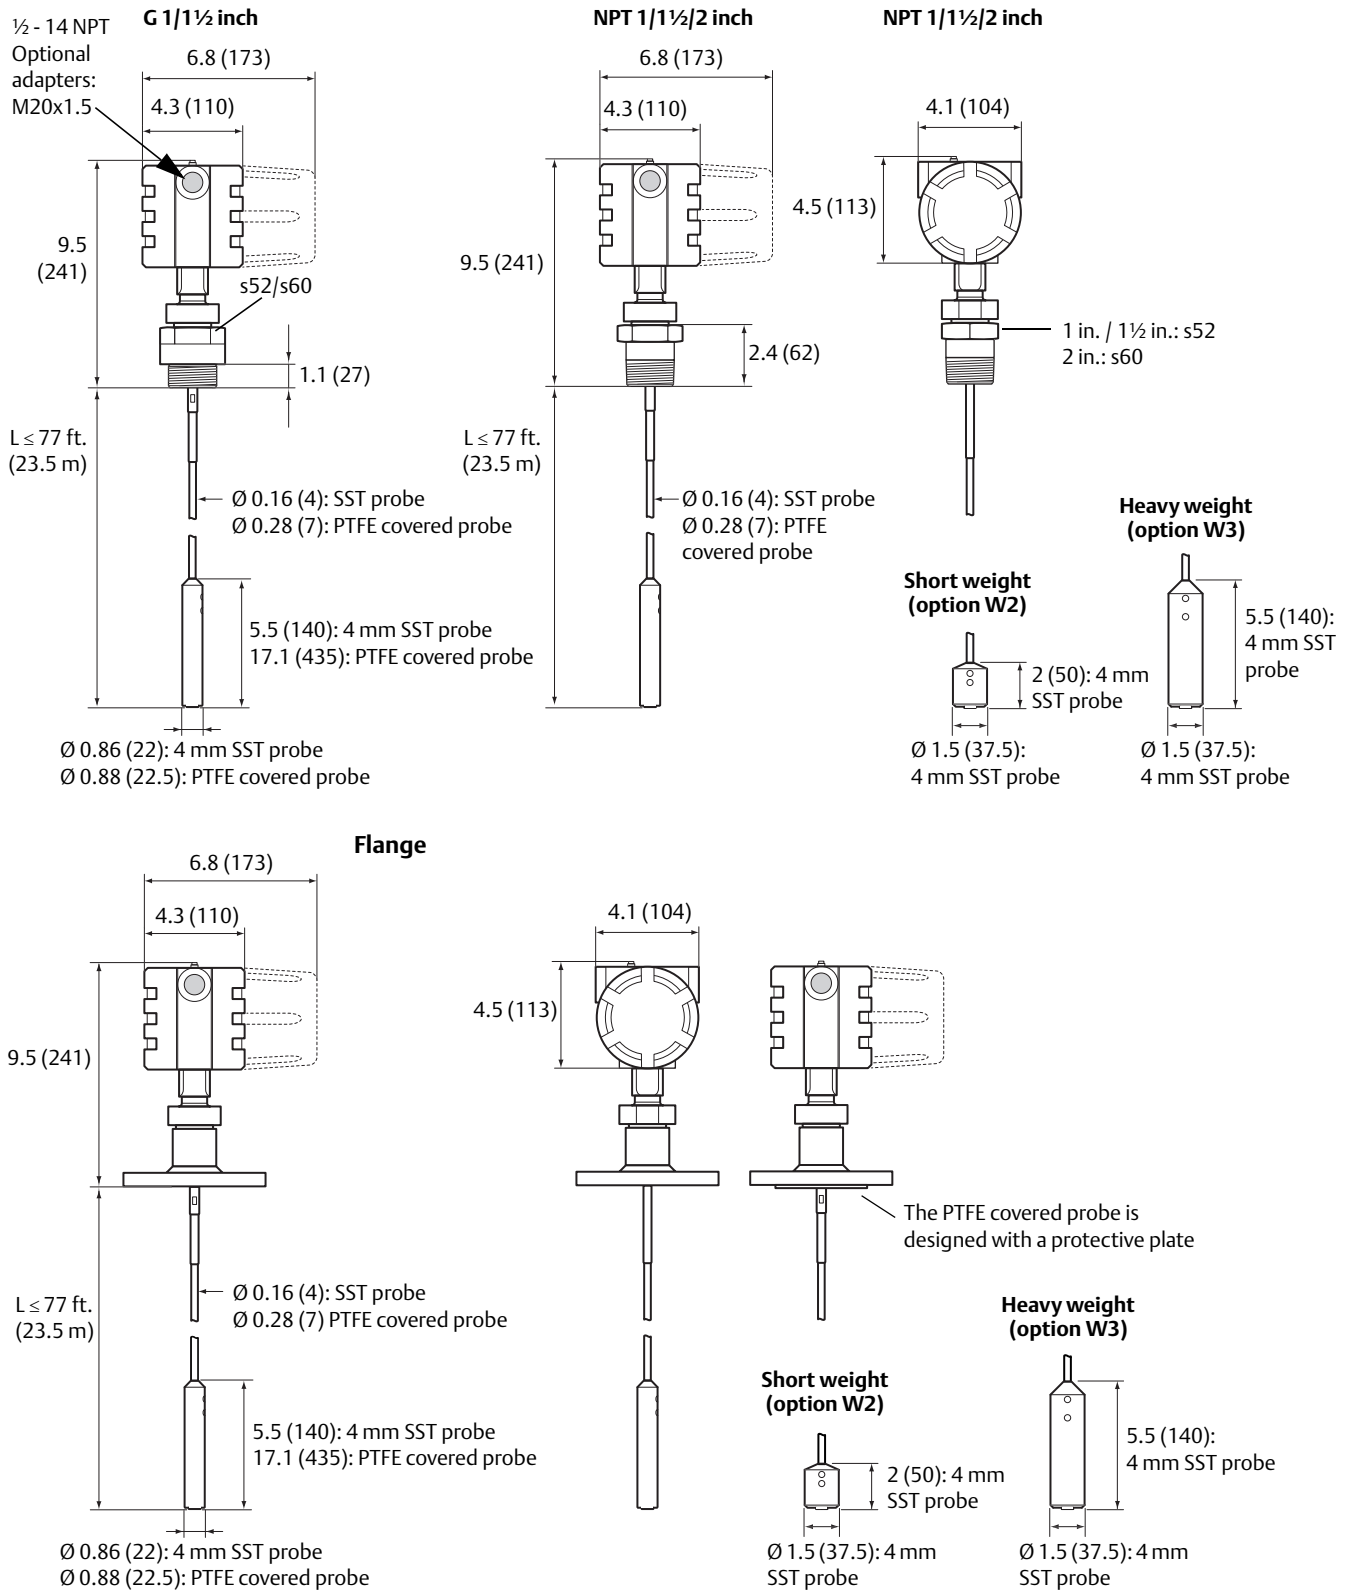 G 1/1½ inch
½ - 14 NPT
Optional
adapters:
M20x1.5
6.8 (173)
4.3 (110)
9.5
(241)
s52/s60
1.1 (27)
L ≤ 77 ft.
(23.5 m)
Ø 0.16 (4): SST probe
Ø 0.28 (7): PTFE covered probe
5.5 (140): 4 mm SST probe
17.1 (435): PTFE covered probe
Ø 0.86 (22): 4 mm SST probe
Ø 0.88 (22.5): PTFE covered probe
NPT 1/1½/2 inch
6.8 (173)
4.3 (110)
9.5 (241)
2.4 (62)
L ≤ 77 ft.
(23.5 m)
Ø 0.16 (4): SST probe
Ø 0.28 (7): PTFE
covered probe
NPT 1/1½/2 inch
4.1 (104)
4.5 (113)
1 in. / 1½ in.: s52
2 in.: s60
Short weight
(option W2)
2 (50): 4 mm
SST probe
Ø 1.5 (37.5):
4 mm SST probe
Heavy weight
(option W3)
5.5 (140):
4 mm SST
probe
Ø 1.5 (37.5):
4 mm SST probe
Flange
6.8 (173)
4.3 (110)
9.5 (241)
L ≤ 77 ft.
(23.5 m)
Ø 0.16 (4): SST probe
Ø 0.28 (7) PTFE covered probe
5.5 (140): 4 mm SST probe
17.1 (435): PTFE covered probe
Ø 0.86 (22): 4 mm SST probe
Ø 0.88 (22.5): PTFE covered probe
4.1 (104)
4.5 (113)
The PTFE covered probe is
designed with a protective plate
Short weight
(option W2)
2 (50): 4 mm
SST probe
Ø 1.5 (37.5): 4 mm
SST probe
Heavy weight
(option W3)
5.5 (140):
4 mm SST probe
Ø 1.5 (37.5): 4 mm
SST probe